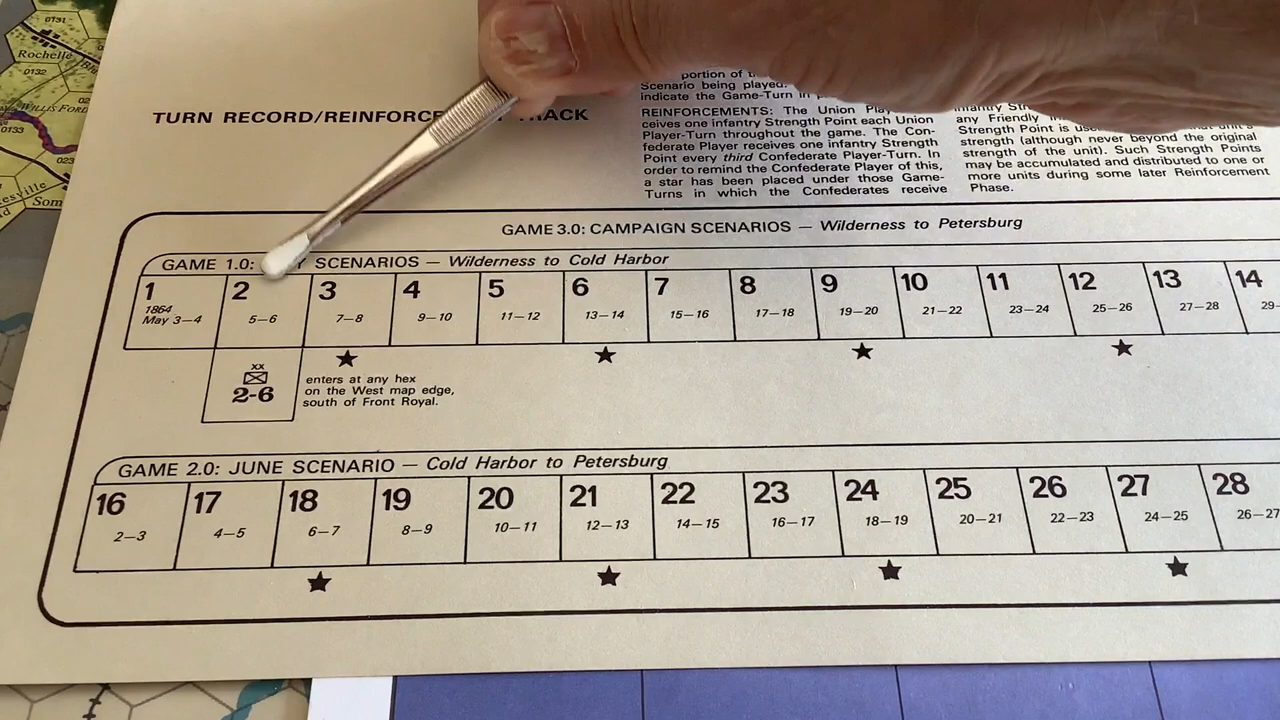 0131
Rochelle
0132
WILLIS FORD
02
0133
023
Som
TURN RECORD/REINFORCE TRACK
portion of
Scenario being played.
indicate the Game-Turn in
REINFORCEMENTS: The Union Play
ceives one infantry Strength Point each Union
Player-Turn throughout the game. The Con-
federate Player receives one infantry Strength
Point every third Confederate Player-Turn. In
order to remind the Confederate Player of this,
a star has been placed under those Game-
Turns in which the Confederates receive
infantry
any Friendly
Strength Point is
strength (although never beyond the original
strength of the unit). Such Strength Points
may be accumulated and distributed to one or
more units during some later Reinforcement
Phase.
GAME 3.0: CAMPAIGN SCENARIOS — Wilderness to Petersburg
GAME 1.0: SCENARIOS — Wilderness to Cold Harbor
1 2 3 4 5 6 7 8 9 10 11 12 13 14
1864
May 3–4 5–6 7–8 9–10 11–12 13–14 15–16 17–18 19–20 21–22 23–24 25–26 27–28 29–
★ ★ ★ ★
xx
2-6
enters at any hex
on the West map edge,
south of Front Royal.
GAME 2.0: JUNE SCENARIO — Cold Harbor to Petersburg
16 17 18 19 20 21 22 23 24 25 26 27 28
2–3 4–5 6–7 8–9 10–11 12–13 14–15 16–17 18–19 20–21 22–23 24–25 26–27
★ ★ ★ ★